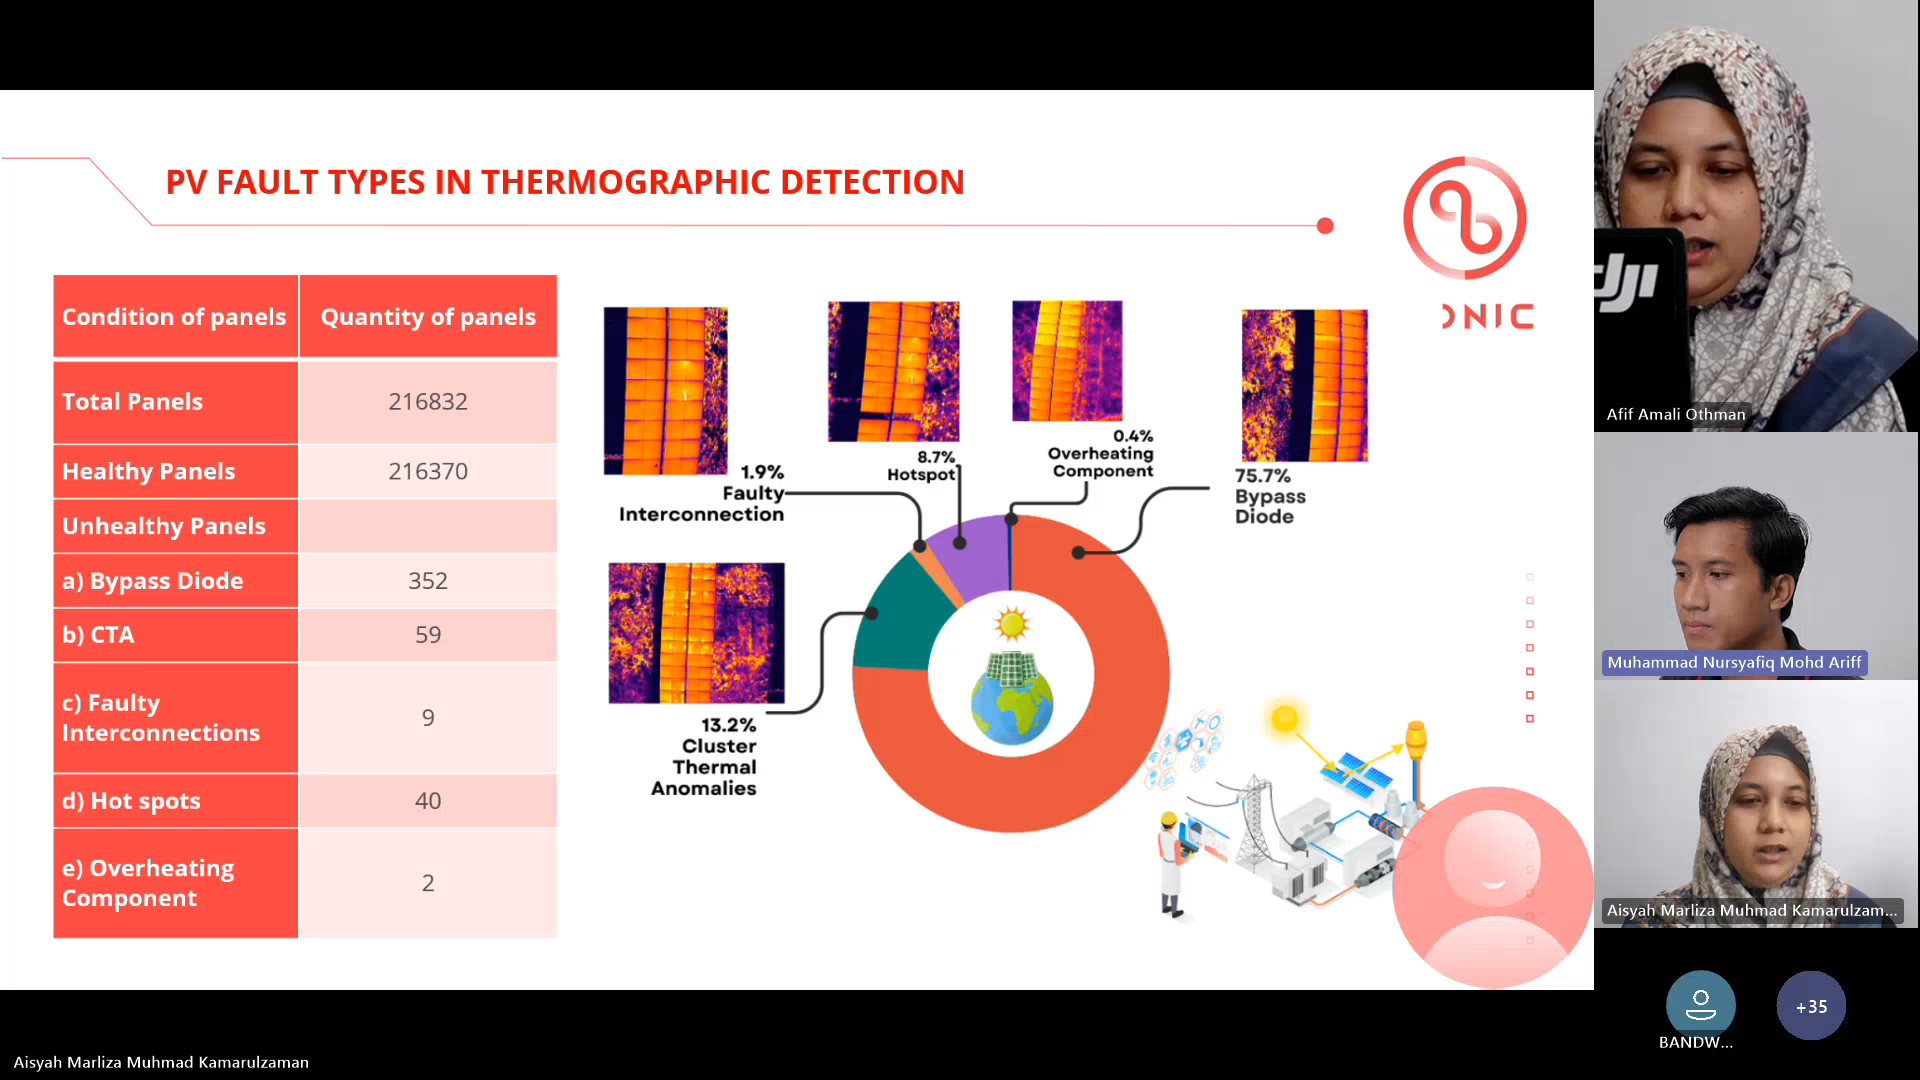 PV FAULT TYPES IN THERMOGRAPHIC DETECTION
ONIC
Condition of panels
Quantity of panels
Total Panels
216832
Healthy Panels
216370
Unhealthy Panels
a) Bypass Diode
352
b) CTA
59
c) Faulty
Interconnections
9
d) Hot spots
40
e) Overheating
Component
2
1.9%
Faulty
Interconnection
8.7%
Hotspot
0.4%
Overheating
Component
75.7%
Bypass
Diode
13.2%
Cluster
Thermal
Anomalies
dji
Afif Amali Othman
Muhammad Nursyafiq Mohd Ariff
Aisyah Marliza Muhmad Kamarulzam...
BANDW...
+35
Aisyah Marliza Muhmad Kamarulzaman